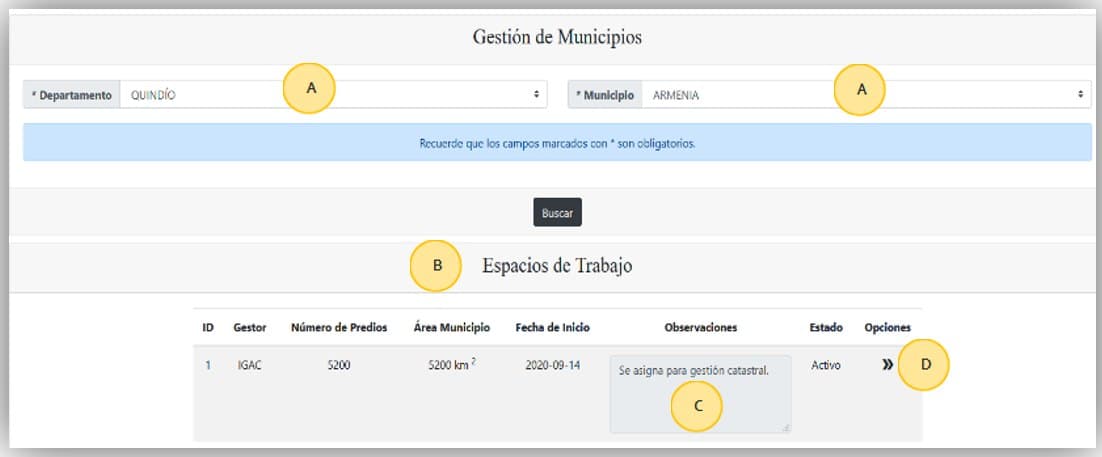 Gestión de Municipios
* Departamento QUINDÍO A * Municipio ARMENIA A
Recuerde que los campos marcados con * son obligatorios.
Buscar
B Espacios de Trabajo
ID Gestor Número de Predios Área Municipio Fecha de Inicio Observaciones Estado Opciones
1 IGAC 5200 5200 km 2 2020-09-14 Se asigna para gestión catastral. Activo » D
C